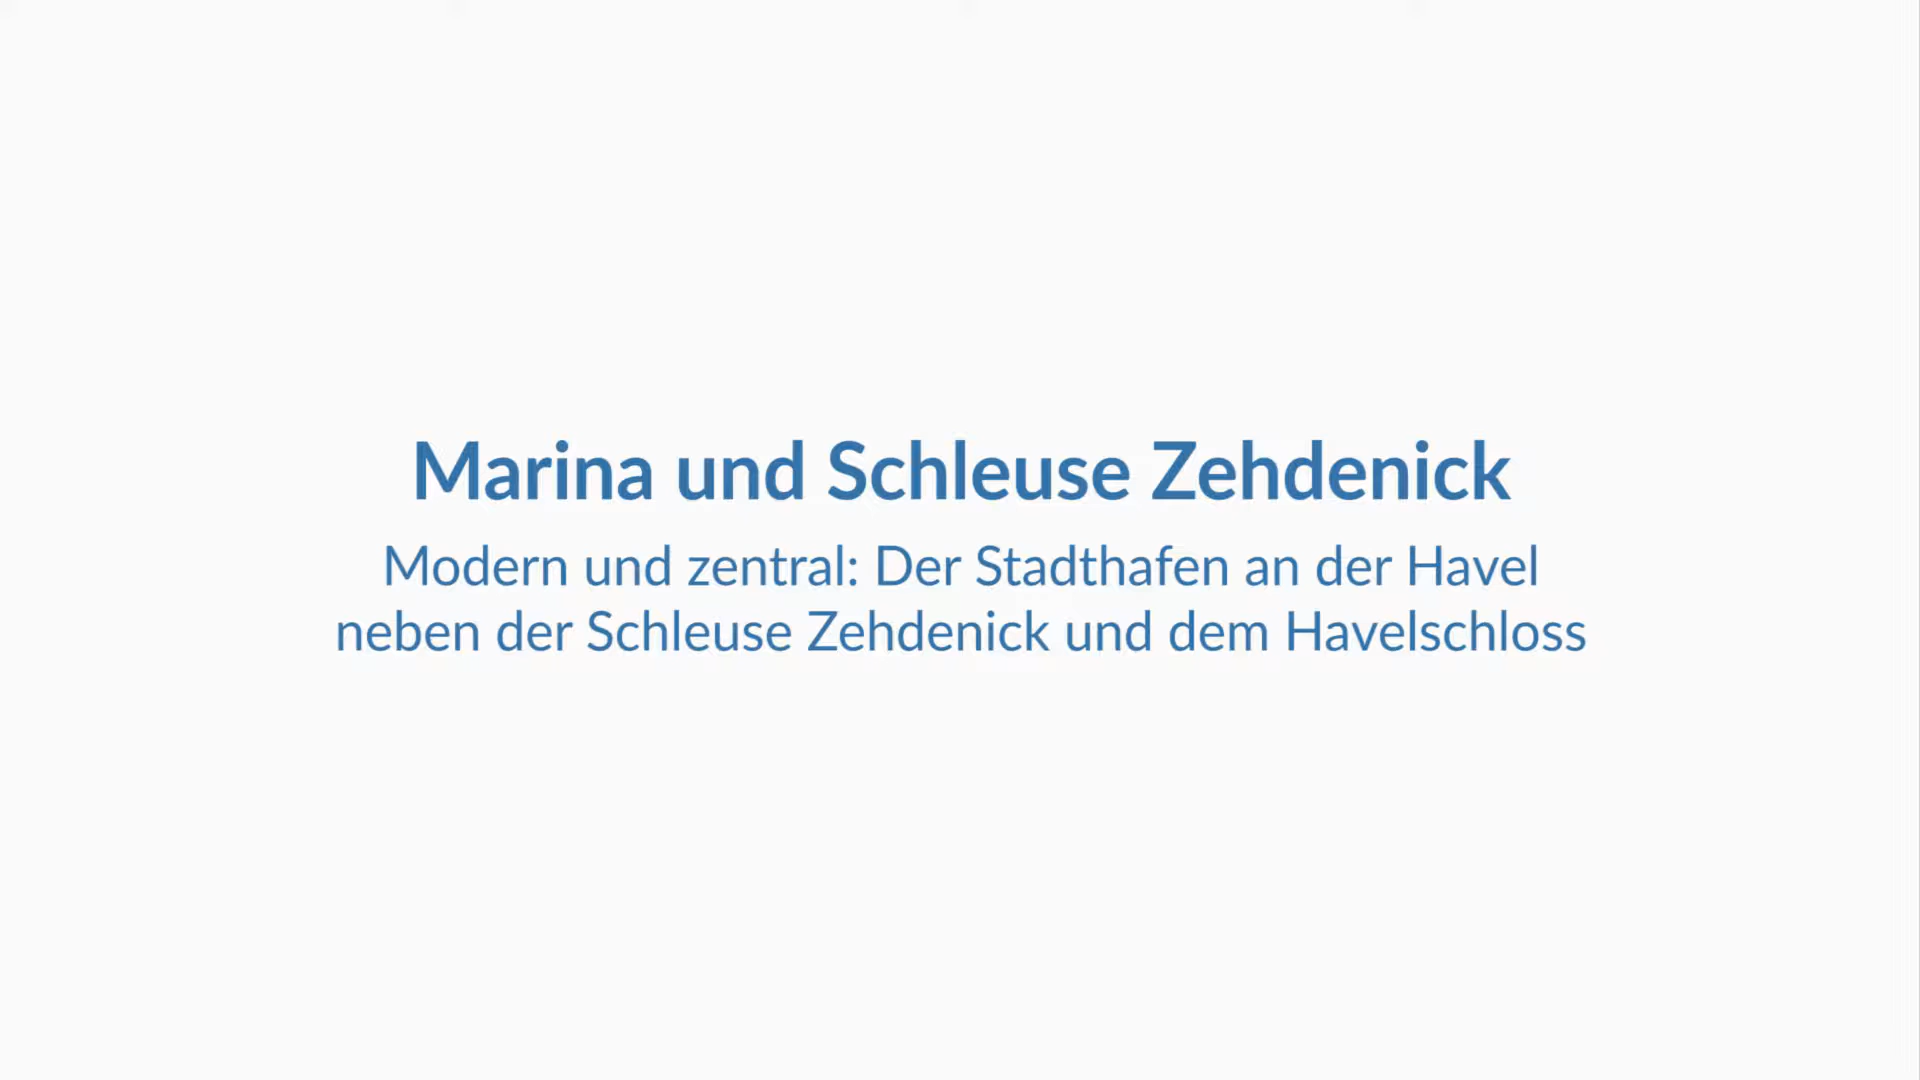 Marina und Schleuse Zehdenick
Modern und zentral: Der Stadthafen an der Havel
neben der Schleuse Zehdenick und dem Havelschloss